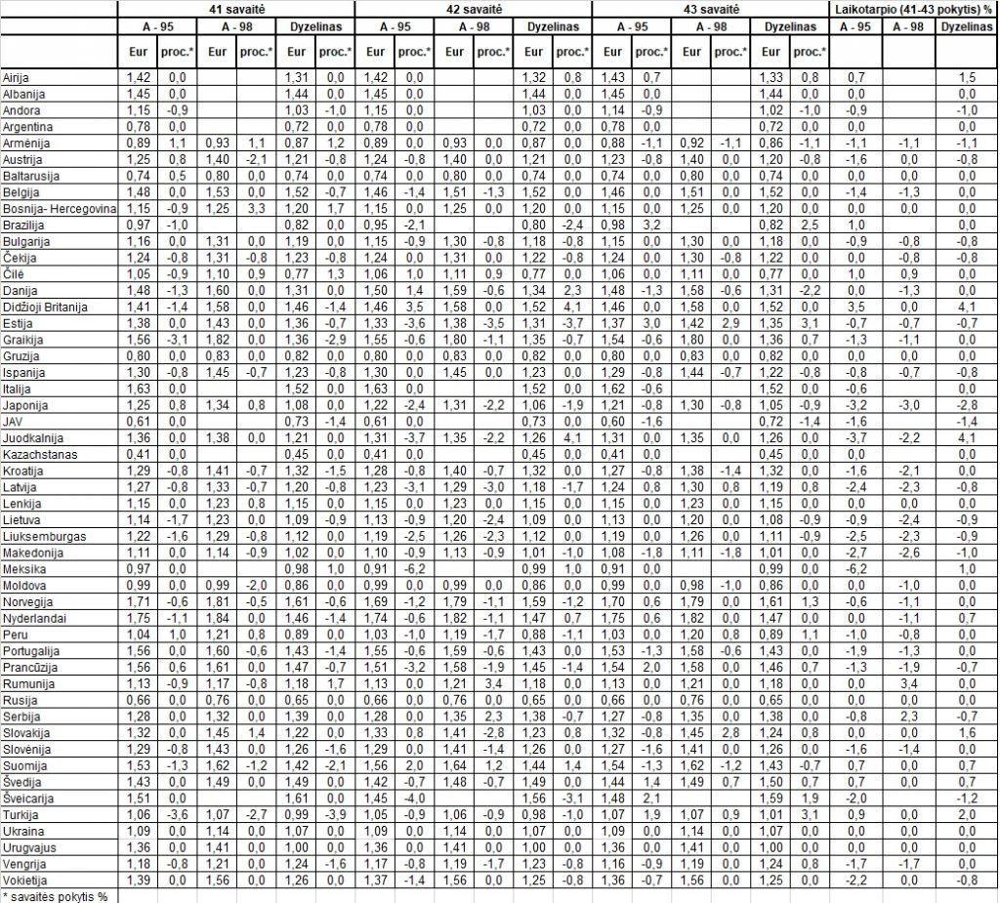 41 savaitė 42 savaitė 43 savaitė Laikotarpio (41-43 pokytis) %
A - 95 A - 98 Dyzelinas A - 95 A - 98 Dyzelinas A - 95 A - 98 Dyzelinas A - 95 A - 98 Dyzelinas
Eur proc.* Eur proc.* Eur proc.* Eur proc.* Eur proc.* Eur proc.* Eur proc.* Eur proc.* Eur proc.*
Airija 1,42 0,0 1,31 0,0 1,42 0,0 1,32 0,8 1,43 0,7 1,33 0,8 0,7 1,5
Albanija 1,45 0,0 1,44 0,0 1,45 0,0 1,44 0,0 1,45 0,0 1,44 0,0 0,0 0,0
Andora 1,15 -0,9 1,03 -1,0 1,15 0,0 1,03 0,0 1,14 -0,9 1,02 -1,0 -0,9 -1,0
Argentina 0,78 0,0 0,72 0,0 0,78 0,0 0,72 0,0 0,78 0,0 0,72 0,0 0,0 0,0
Armėnija 0,89 1,1 0,93 1,1 0,87 1,2 0,89 0,0 0,93 0,0 0,87 0,0 0,88 -1,1 0,92 -1,1 0,86 -1,1 -1,1 -1,1 -1,1
Austrija 1,25 0,8 1,40 -2,1 1,21 -0,8 1,24 -0,8 1,40 0,0 1,21 0,0 1,23 -0,8 1,40 0,0 1,20 -0,8 -1,6 0,0 -0,8
Baltarusija 0,74 0,5 0,80 0,0 0,74 0,0 0,74 0,0 0,80 0,0 0,74 0,0 0,74 0,0 0,80 0,0 0,74 0,0 0,0 0,0 0,0
Belgija 1,48 0,0 1,53 0,0 1,52 -0,7 1,46 -1,4 1,51 -1,3 1,52 0,0 1,46 0,0 1,51 0,0 1,52 0,0 -1,4 -1,3 0,0
Bosnija- Hercegovina 1,15 -0,9 1,25 3,3 1,20 1,7 1,15 0,0 1,25 0,0 1,20 0,0 1,15 0,0 1,25 0,0 1,20 0,0 0,0 0,0 0,0
Brazilija 0,97 -1,0 0,82 0,0 0,95 -2,1 0,80 -2,4 0,98 3,2 0,82 2,5 1,0 0,0
Bulgarija 1,16 0,0 1,31 0,0 1,19 0,0 1,15 -0,9 1,30 -0,8 1,18 -0,8 1,15 0,0 1,30 0,0 1,18 0,0 -0,9 -0,8 -0,8
Čekija 1,24 -0,8 1,31 -0,8 1,23 -0,8 1,24 0,0 1,31 0,0 1,22 -0,8 1,24 0,0 1,30 -0,8 1,22 0,0 0,0 -0,8 -0,8
Čilė 1,05 -0,9 1,10 0,9 0,77 1,3 1,06 1,0 1,11 0,9 0,77 0,0 1,06 0,0 1,11 0,0 0,77 0,0 1,0 0,9 0,0
Danija 1,48 -1,3 1,60 0,0 1,31 0,0 1,50 1,4 1,59 -0,6 1,34 2,3 1,48 -1,3 1,58 -0,6 1,31 -2,2 0,0 -1,3 0,0
Didžioji Britanija 1,41 -1,4 1,58 0,0 1,46 -1,4 1,46 3,5 1,58 0,0 1,52 4,1 1,46 0,0 1,58 0,0 1,52 0,0 3,5 0,0 4,1
Estija 1,38 0,0 1,43 0,0 1,36 -0,7 1,33 -3,6 1,38 -3,5 1,31 -3,7 1,37 3,0 1,42 2,9 1,35 3,1 -0,7 -0,7 -0,7
Graikija 1,56 -3,1 1,82 0,0 1,36 -2,9 1,55 -0,6 1,80 -1,1 1,35 -0,7 1,54 -0,6 1,80 0,0 1,36 0,7 -1,3 -1,1 0,0
Gruzija 0,80 0,0 0,83 0,0 0,82 0,0 0,80 0,0 0,83 0,0 0,82 0,0 0,80 0,0 0,83 0,0 0,82 0,0 0,0 0,0 0,0
Ispanija 1,30 -0,8 1,45 -0,7 1,23 -0,8 1,30 0,0 1,45 0,0 1,23 0,0 1,29 -0,8 1,44 -0,7 1,22 -0,8 -0,8 -0,7 -0,8
Italija 1,63 0,0 1,52 0,0 1,63 0,0 1,52 0,0 1,62 -0,6 1,52 0,0 -0,6 0,0
Japonija 1,25 0,8 1,34 0,8 1,08 0,0 1,22 -2,4 1,31 -2,2 1,06 -1,9 1,21 -0,8 1,30 -0,8 1,05 -0,9 -3,2 -3,0 -2,8
JAV 0,61 0,0 0,73 -1,4 0,61 0,0 0,73 0,0 0,60 -1,6 0,72 -1,4 -1,6 -1,4
Juodkalnija 1,36 0,0 1,38 0,0 1,21 0,0 1,31 -3,7 1,35 -2,2 1,26 4,1 1,31 0,0 1,35 0,0 1,26 0,0 -3,7 -2,2 4,1
Kazachstanas 0,41 0,0 0,45 0,0 0,41 0,0 0,45 0,0 0,41 0,0 0,45 0,0 0,0 0,0
Kroatija 1,29 -0,8 1,41 -0,7 1,32 -1,5 1,28 -0,8 1,40 -0,7 1,32 0,0 1,27 -0,8 1,38 -1,4 1,32 0,0 -1,6 -2,1 0,0
Latvija 1,27 -0,8 1,33 -0,7 1,20 -0,8 1,23 -3,1 1,29 -3,0 1,18 -1,7 1,24 0,8 1,30 0,8 1,19 0,8 -2,4 -2,3 -0,8
Lenkija 1,15 0,0 1,23 0,8 1,15 0,0 1,15 0,0 1,23 0,0 1,15 0,0 1,15 0,0 1,23 0,0 1,15 0,0 0,0 0,0 0,0
Lietuva 1,14 -1,7 1,23 0,0 1,09 -0,9 1,13 -0,9 1,20 -2,4 1,09 0,0 1,13 0,0 1,20 0,0 1,08 -0,9 -0,9 -2,4 -0,9
Liuksemburgas 1,22 -1,6 1,29 -0,8 1,12 0,0 1,19 -2,5 1,26 -2,3 1,12 0,0 1,19 0,0 1,26 0,0 1,11 -0,9 -2,5 -2,3 -0,9
Makedonija 1,11 0,0 1,14 -0,9 1,02 0,0 1,10 -0,9 1,13 -0,9 1,01 -1,0 1,08 -1,8 1,11 -1,8 1,01 0,0 -2,7 -2,6 -1,0
Meksika 0,97 0,0 0,98 1,0 0,91 -6,2 0,99 1,0 0,91 0,0 0,99 0,0 -6,2 1,0
Moldova 0,99 0,0 0,99 -2,0 0,86 0,0 0,99 0,0 0,99 0,0 0,86 0,0 0,99 0,0 0,98 -1,0 0,86 0,0 0,0 -1,0 0,0
Norvegija 1,71 -0,6 1,81 -0,5 1,61 -0,6 1,69 -1,2 1,79 -1,1 1,59 -1,2 1,70 0,6 1,79 0,0 1,61 1,3 -0,6 -1,1 0,0
Nyderlandai 1,75 -1,1 1,84 0,0 1,46 -1,4 1,74 -0,6 1,82 -1,1 1,47 0,7 1,75 0,6 1,82 0,0 1,47 0,0 0,0 -1,1 0,7
Peru 1,04 1,0 1,21 0,8 0,89 0,0 1,03 -1,0 1,19 -1,7 0,88 -1,1 1,03 0,0 1,20 0,8 0,89 1,1 -1,0 -0,8 0,0
Portugalija 1,56 0,0 1,60 -0,6 1,43 -1,4 1,55 -0,6 1,59 -0,6 1,43 0,0 1,53 -1,3 1,58 -0,6 1,43 0,0 -1,9 -1,3 0,0
Prancūzija 1,56 0,6 1,61 0,0 1,47 -0,7 1,51 -3,2 1,58 -1,9 1,45 -1,4 1,54 2,0 1,58 0,0 1,46 0,7 -1,3 -1,9 -0,7
Rumunija 1,13 -0,9 1,17 -0,8 1,18 1,7 1,13 0,0 1,21 3,4 1,18 0,0 1,13 0,0 1,21 0,0 1,18 0,0 0,0 3,4 0,0
Rusija 0,66 0,0 0,76 0,0 0,65 0,0 0,66 0,0 0,76 0,0 0,65 0,0 0,66 0,0 0,76 0,0 0,65 0,0 0,0 0,0 0,0
Serbija 1,28 0,0 1,32 0,0 1,39 0,0 1,28 0,0 1,35 2,3 1,38 -0,7 1,27 -0,8 1,35 0,0 1,38 0,0 -0,8 2,3 -0,7
Slovakija 1,32 0,0 1,45 1,4 1,22 0,0 1,33 0,8 1,41 -2,8 1,23 0,8 1,32 -0,8 1,45 2,8 1,24 0,8 0,0 0,0 1,6
Slovėnija 1,29 -0,8 1,43 0,0 1,26 -1,6 1,29 0,0 1,41 -1,4 1,26 0,0 1,27 -1,6 1,41 0,0 1,26 0,0 -1,6 -1,4 0,0
Suomija 1,53 -1,3 1,62 -1,2 1,42 -2,1 1,56 2,0 1,64 1,2 1,44 1,4 1,54 -1,3 1,62 -1,2 1,43 -0,7 0,7 0,0 0,7
Švedija 1,43 0,0 1,49 0,0 1,49 0,0 1,42 -0,7 1,48 -0,7 1,49 0,0 1,44 1,4 1,49 0,7 1,50 0,7 0,7 0,0 0,7
Šveicarija 1,51 0,0 1,61 0,0 1,45 -4,0 1,56 -3,1 1,48 2,1 1,59 1,9 -2,0 -1,2
Turkija 1,06 -3,6 1,07 -2,7 0,99 -3,9 1,05 -0,9 1,06 -0,9 0,98 -1,0 1,07 1,9 1,07 0,9 1,01 3,1 0,9 0,0 2,0
Ukraina 1,09 0,0 1,14 0,0 1,07 0,0 1,09 0,0 1,14 0,0 1,07 0,0 1,09 0,0 1,14 0,0 1,07 0,0 0,0 0,0 0,0
Urugvajus 1,36 0,0 1,41 0,0 1,00 0,0 1,36 0,0 1,41 0,0 1,00 0,0 1,36 0,0 1,41 0,0 1,00 0,0 0,0 0,0 0,0
Vengrija 1,18 -0,8 1,21 0,0 1,24 -1,6 1,17 -0,8 1,19 -1,7 1,23 -0,8 1,16 -0,9 1,19 0,0 1,24 0,8 -1,7 -1,7 0,0
Vokietija 1,39 0,0 1,56 0,0 1,26 0,0 1,37 -1,4 1,56 0,0 1,25 -0,8 1,36 -0,7 1,56 0,0 1,25 0,0 -2,2 0,0 -0,8
* savaitės pokytis %